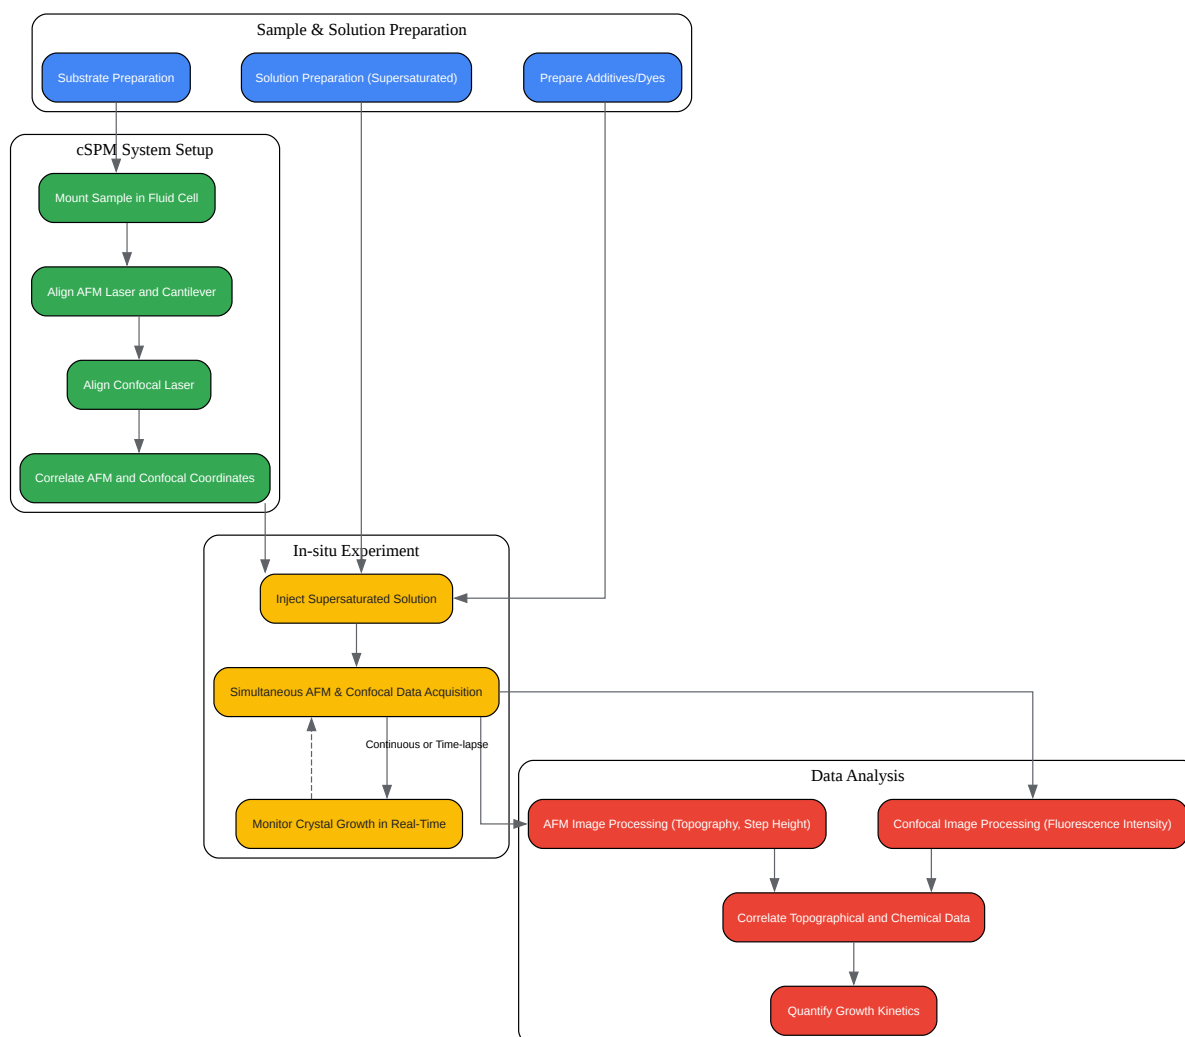 Sample & Solution Preparation
Substrate Preparation
Solution Preparation (Supersaturated)
Prepare Additives/Dyes
cSPM System Setup
Mount Sample in Fluid Cell
Align AFM Laser and Cantilever
Align Confocal Laser
Correlate AFM and Confocal Coordinates
In-situ Experiment
Inject Supersaturated Solution
Simultaneous AFM & Confocal Data Acquisition
Continuous or Time-lapse
Monitor Crystal Growth in Real-Time
Data Analysis
AFM Image Processing (Topography, Step Height)
Confocal Image Processing (Fluorescence Intensity)
Correlate Topographical and Chemical Data
Quantify Growth Kinetics